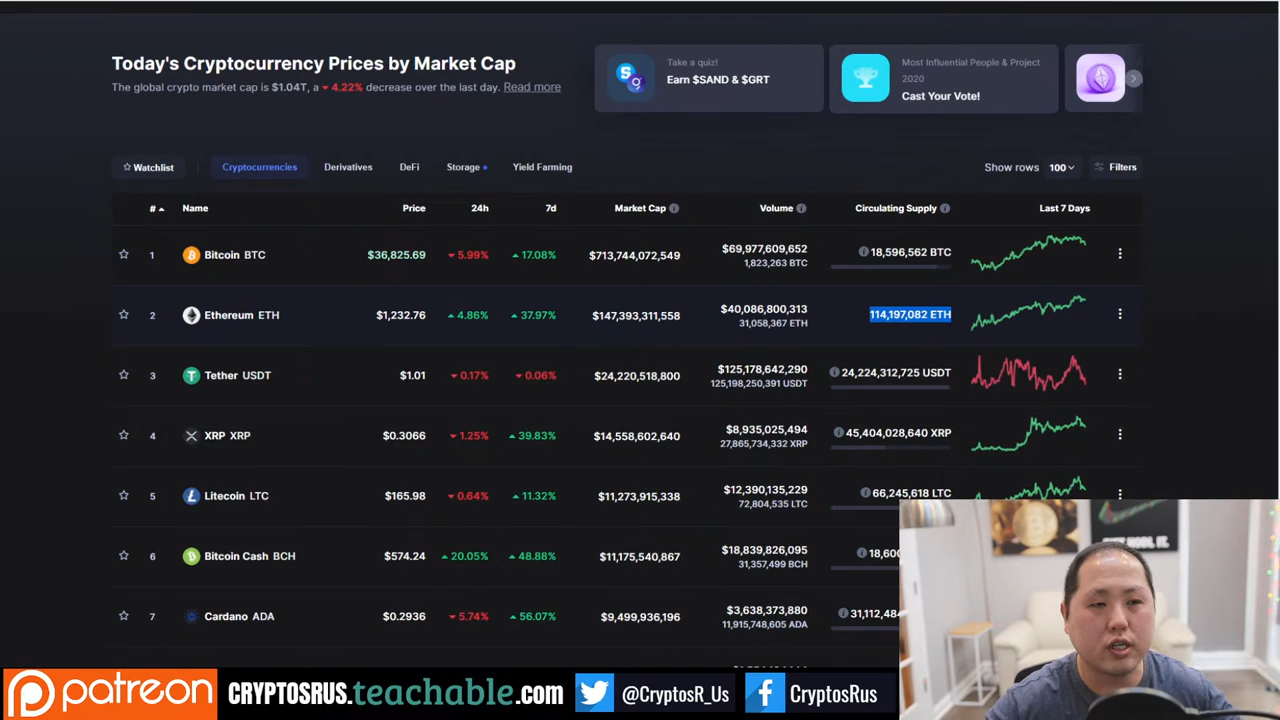 Today's Cryptocurrency Prices by Market Cap
The global crypto market cap is $1.04T, a ▼ 4.22% decrease over the last day. Read more
Take a quiz!
Earn $SAND & $GRT
Most Influential People & Project
2020
Cast Your Vote!
Watchlist Cryptocurrencies Derivatives DeFi Storage Yield Farming Show rows 100 Filters
# Name Price 24h 7d Market Cap Volume Circulating Supply Last 7 Days
1 Bitcoin BTC $36,825.69 5.99% 17.08% $713,744,072,549 $69,977,609,652 18,596,562 BTC
1,823,263 BTC
2 Ethereum ETH $1,232.76 4.86% 37.97% $147,393,311,558 $40,086,800,313 114,197,082 ETH
31,058,367 ETH
3 Tether USDT $1.01 0.17% 0.06% $24,220,518,800 $125,178,642,290 24,224,312,725 USDT
125,198,250,391 USDT
4 XRP XRP $0.3066 1.25% 39.83% $14,558,602,640 $8,935,025,494 45,404,028,640 XRP
27,865,734,332 XRP
5 Litecoin LTC $165.98 0.64% 11.32% $11,273,915,338 $12,390,135,229 66,245,618 LTC
72,804,535 LTC
6 Bitcoin Cash BCH $574.24 20.05% 48.88% $11,175,540,867 $18,839,826,095 18,600
31,357,499 BCH
7 Cardano ADA $0.2936 5.74% 56.07% $9,499,936,196 $3,638,373,880 31,112,484
11,915,748,605 ADA
patreon CRYPTOSRUS.teachable.com @CryptosR_Us CryptosRus